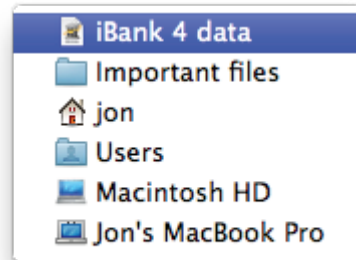 iBank 4 data
Important files
jon
Users
Macintosh HD
Jon's MacBook Pro